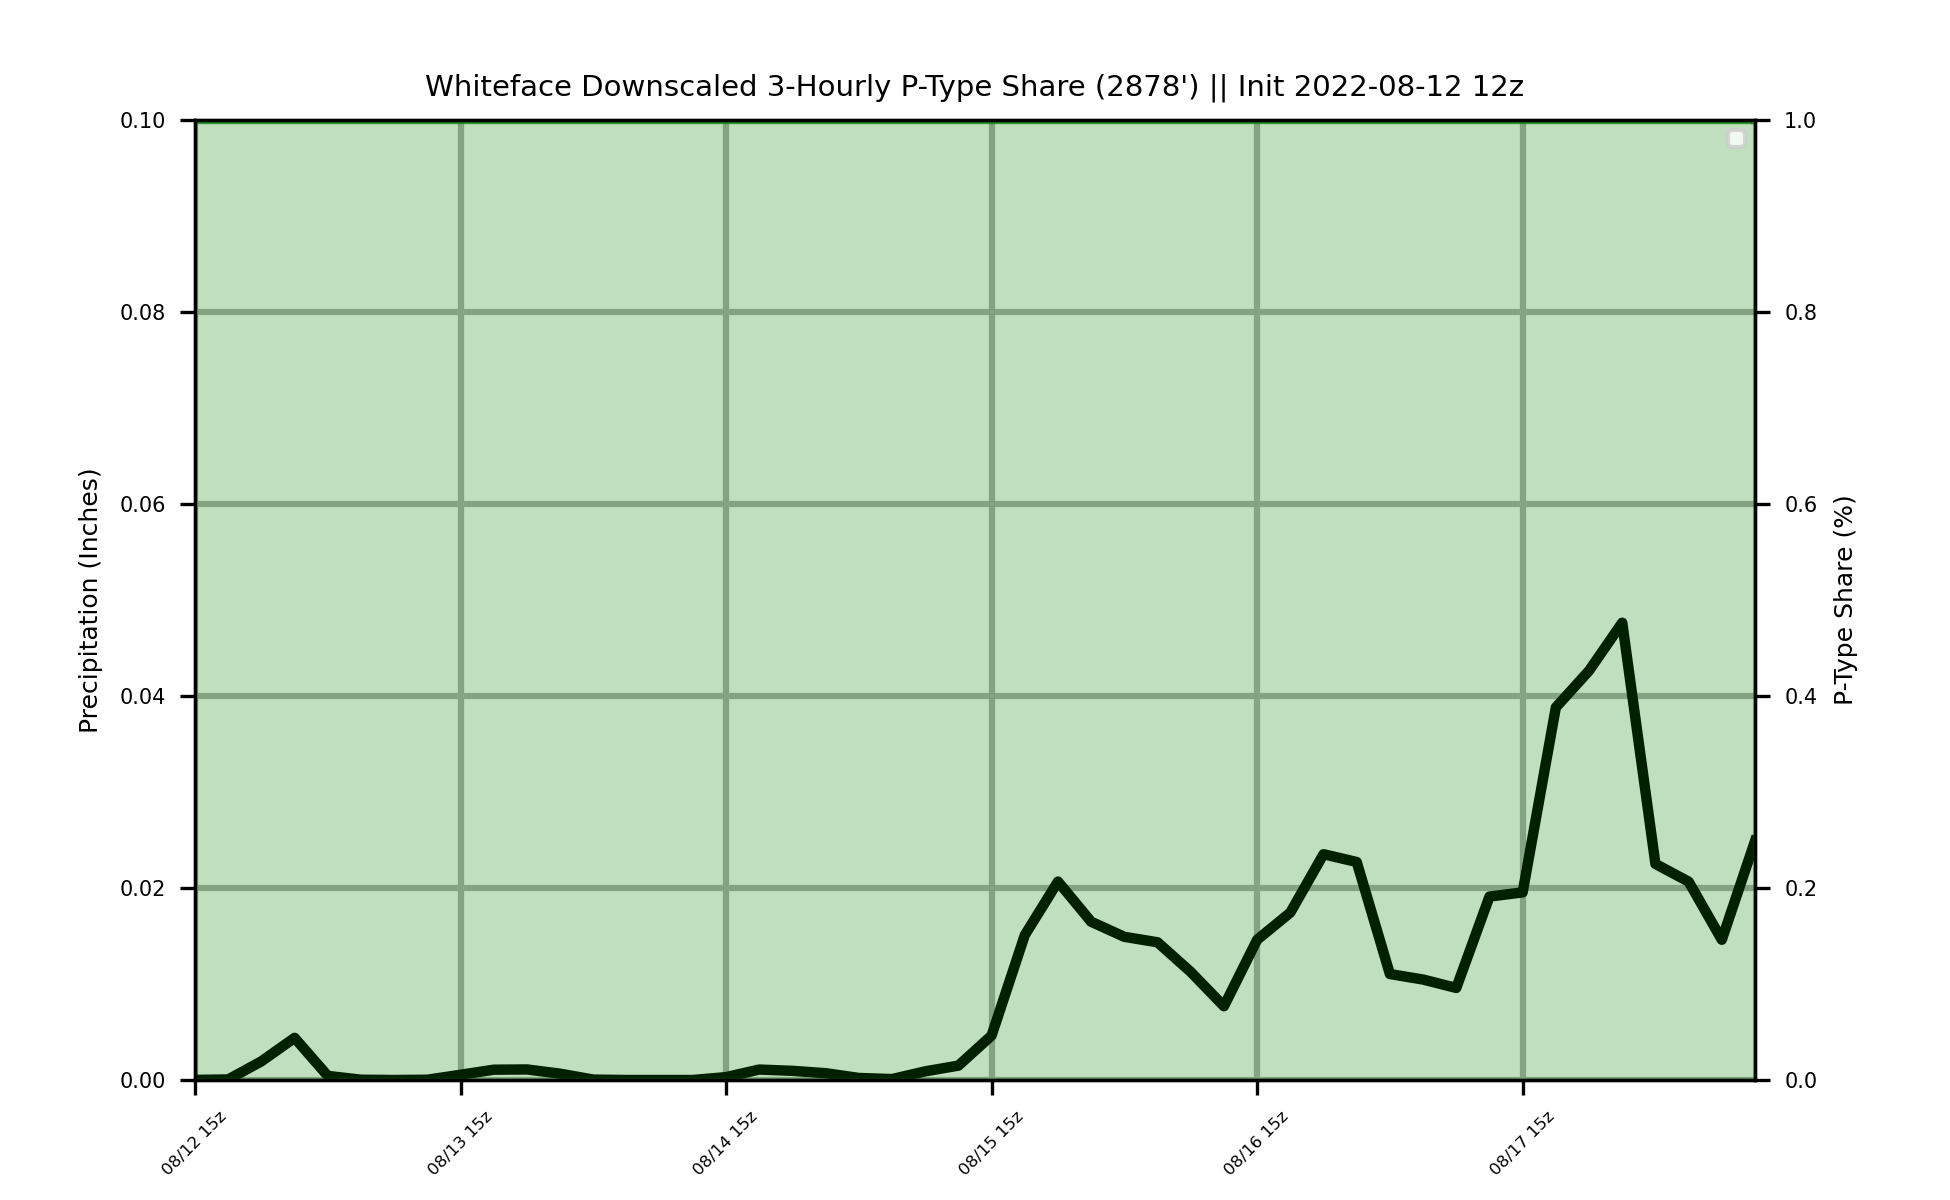 Whiteface Downscaled 3-Hourly P-Type Share (2878') || Init 2022-08-12 12z
0.10
0.08
0.06
0.04
0.02
0.00
Precipitation (Inches)
1.0
0.8
0.6
0.4
0.2
0.0
P-Type Share (%)
08/12 15z
08/13 15z
08/14 15z
08/15 15z
08/16 15z
08/17 15z